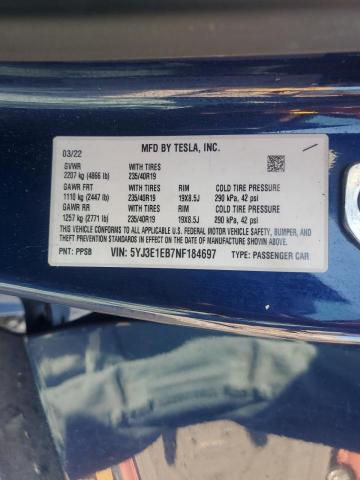 MFD BY TESLA, INC.
03/22
GVWR WITH TIRES
2207 kg (4866 lb) 235/40R19
GAWR FRT WITH TIRES RIM COLD TIRE PRESSURE
1110 kg (2447 lb) 235/40R19 19X8.5J 290 kPa, 42 psi
GAWR RR WITH TIRES RIM COLD TIRE PRESSURE
1257 kg (2771 lb) 235/40R19 19X8.5J 290 kPa, 42 psi
THIS VEHICLE CONFORMS TO ALL APPLICABLE U.S. FEDERAL MOTOR VEHICLE SAFETY, BUMPER, AND
THEFT PREVENTION STANDARDS IN EFFECT ON THE DATE OF MANUFACTURE SHOWN ABOVE.
PNT: PPSB VIN: 5YJ3E1EB7NF184697 TYPE: PASSENGER CAR